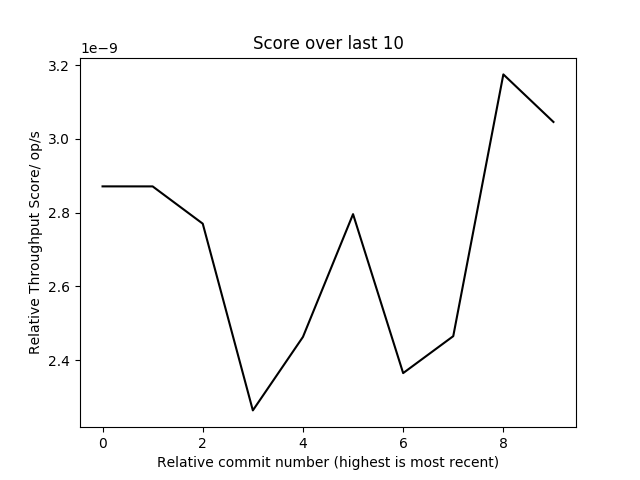 Score over last 10
1e−9
3.2
3.0
2.8
2.6
2.4
Relative Throughput Score/ op/s
0 2 4 6 8
Relative commit number (highest is most recent)